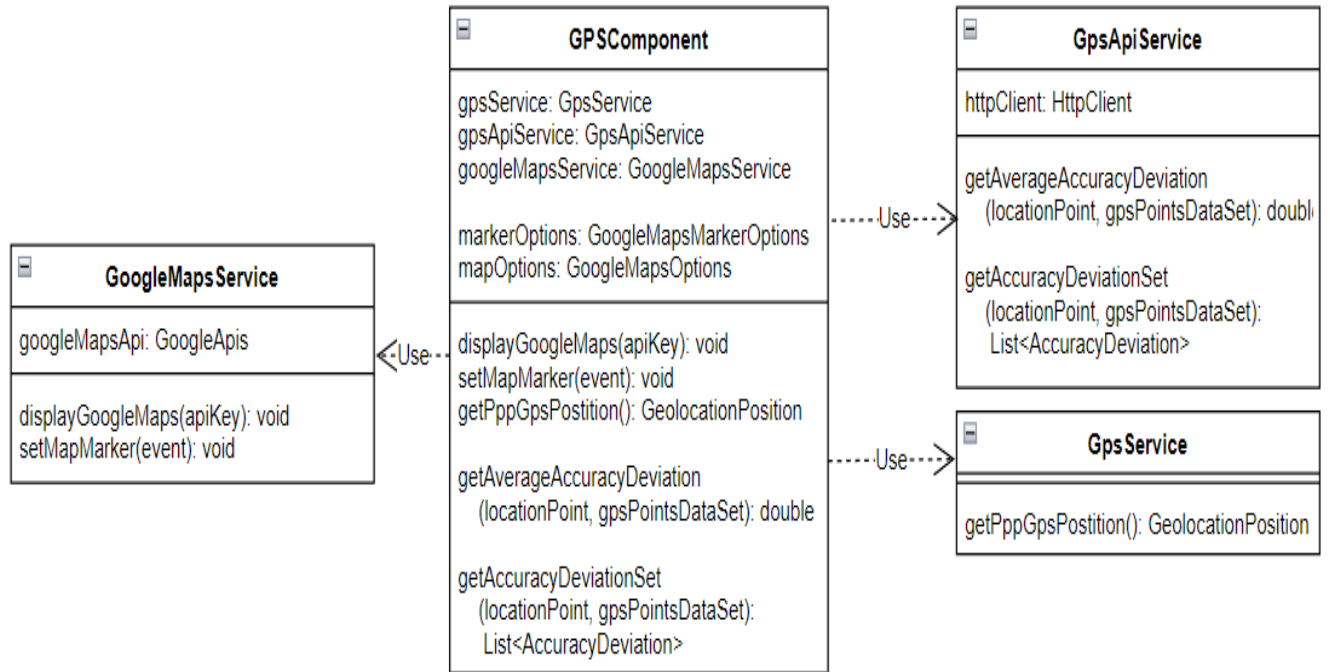 GPSComponent
gpsService: GpsService
gpsApiService: GpsApiService
googleMapsService: GoogleMapsService
markerOptions: GoogleMapsMarkerOptions
mapOptions: GoogleMapsOptions
displayGoogleMaps(apiKey): void
setMapMarker(event): void
getPppGpsPostition(): GeolocationPosition
getAverageAccuracyDeviation
(locationPoint, gpsPointsDataSet): double
getAccuracyDeviationSet
(locationPoint, gpsPointsDataSet):
List<AccuracyDeviation>
GoogleMapsService
googleMapsApi: GoogleApis
displayGoogleMaps(apiKey): void
setMapMarker(event): void
Use
Use
Use
GpsApiService
httpClient: HttpClient
getAverageAccuracyDeviation
(locationPoint, gpsPointsDataSet): doubl
getAccuracyDeviationSet
(locationPoint, gpsPointsDataSet):
List<AccuracyDeviation>
GpsService
getPppGpsPostition(): GeolocationPosition